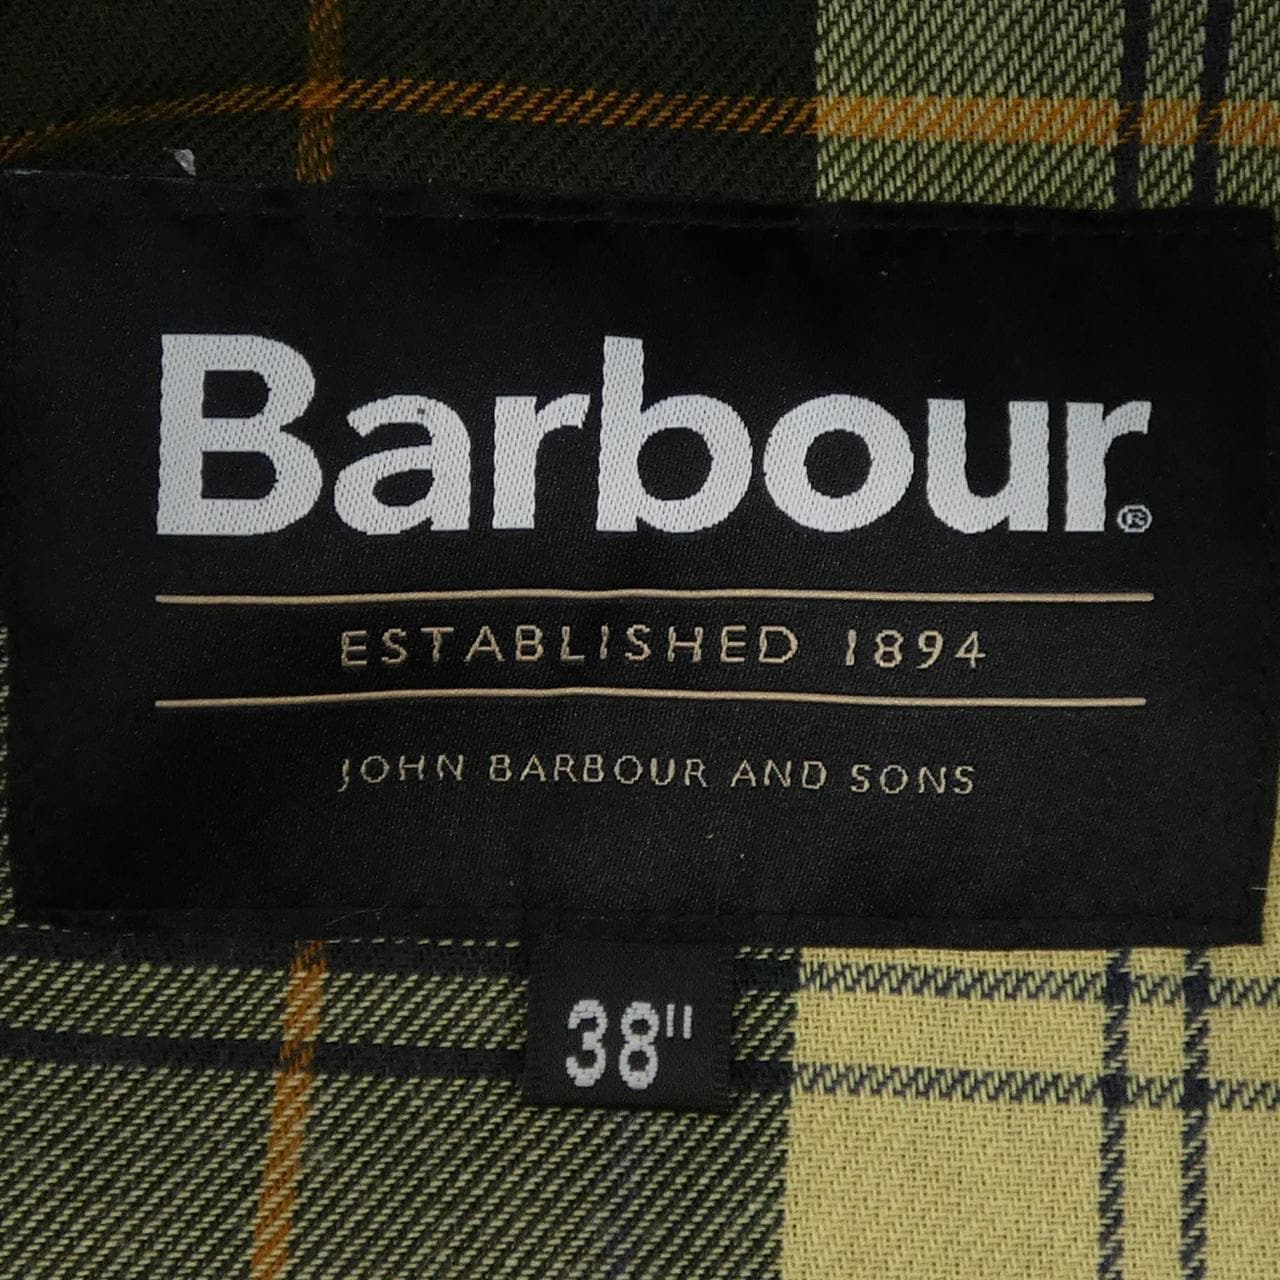 Barbour®
ESTABLISHED 1894
JOHN BARBOUR AND SONS
38"